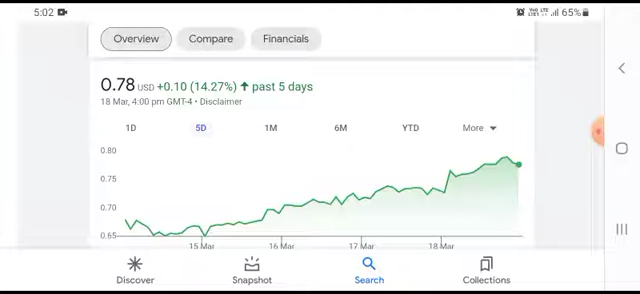 5:02 VoLTE LTE1 65%
Overview Compare Financials
0.78 USD +0.10 (14.27%) ↑ past 5 days
18 Mar, 4:00 pm GMT-4 • Disclaimer
1D 5D 1M 6M YTD More
0.80
0.75
0.70
0.65
15 Mar 16 Mar 17 Mar 18 Mar
Discover Snapshot Search Collections